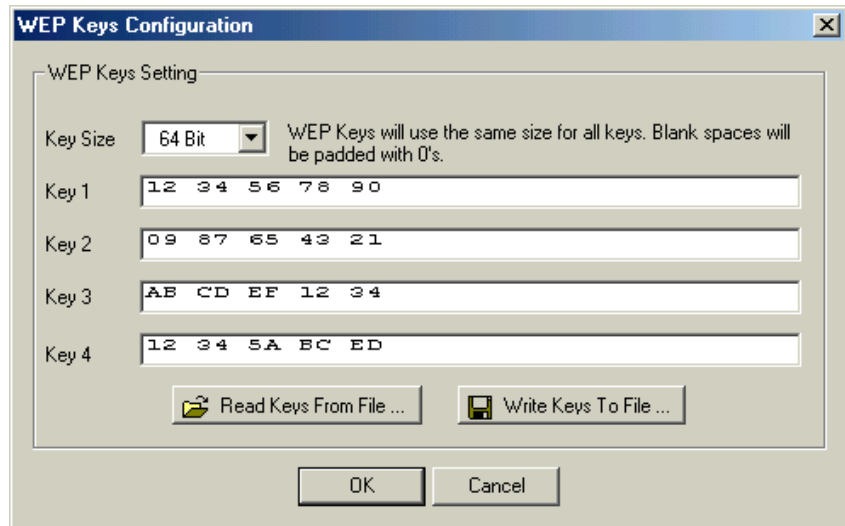 WEP Keys Configuration
WEP Keys Setting
Key Size
64 Bit
WEP Keys will use the same size for all keys. Blank spaces will
be padded with 0's.
Key 1
12 34 56 78 90
Key 2
09 87 65 43 21
Key 3
AB CD EF 12 34
Key 4
12 34 5A BC ED
Read Keys From File ...
Write Keys To File ...
OK
Cancel